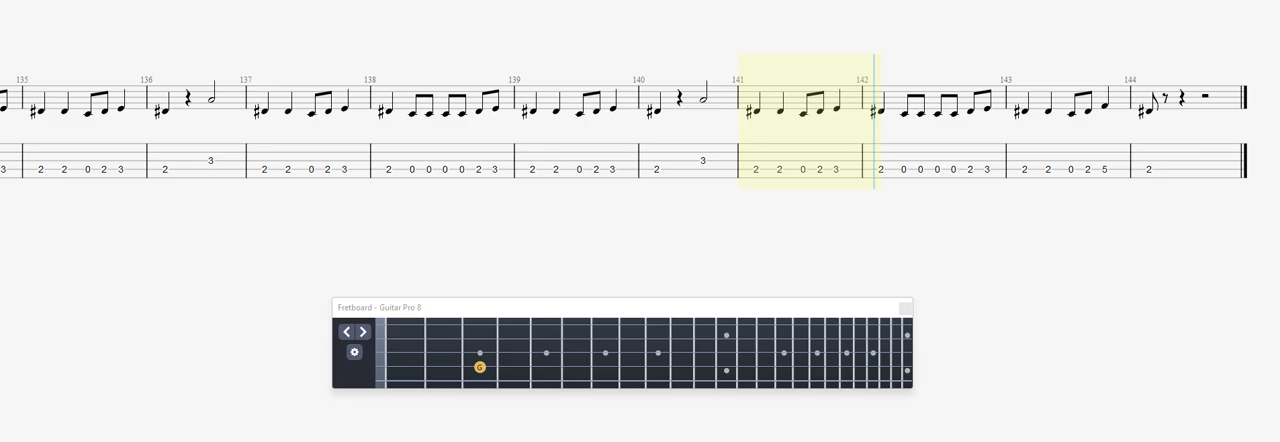 135 136 137 138 139 140 141 142 143 144
3 2 2 0 2 3 2 3 2 2 0 2 3 2 0 0 0 0 2 3 2 2 0 2 3 2 3 2 2 0 2 3 2 0 0 0 0 2 3 2 2 0 2 5 2
Fretboard - Guitar Pro 8
G